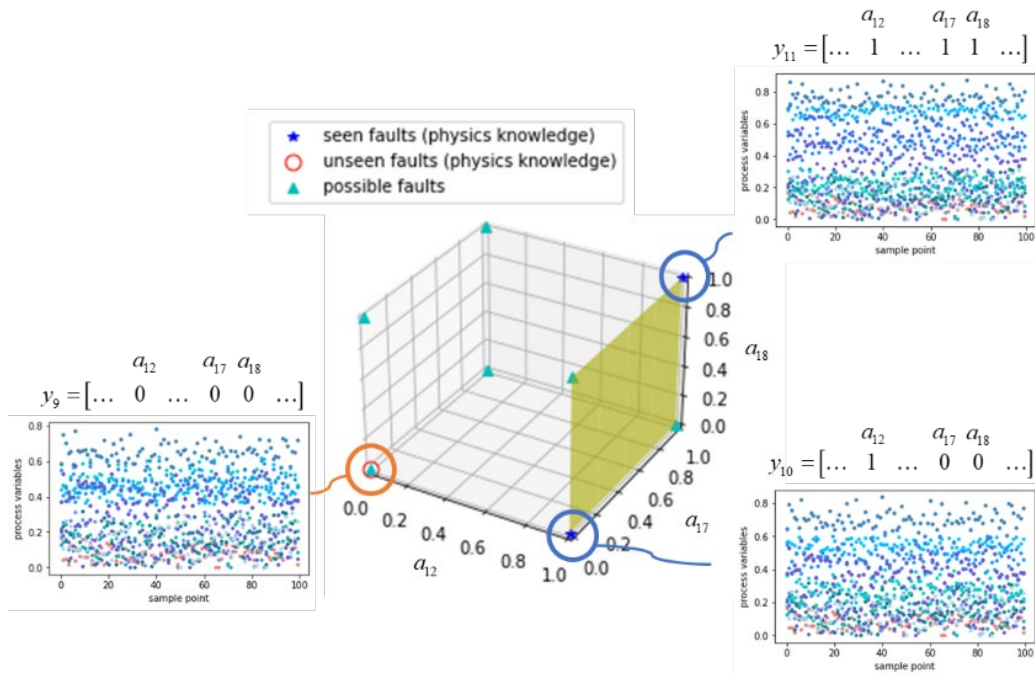 a12 a17 a18
y11 = [... 1 ... 1 1 ...]
0.8
0.6
0.4
0.2
0.0
process variables
0 20 40 60 80 100
sample point
seen faults (physics knowledge)
unseen faults (physics knowledge)
possible faults
1.0
0.8
0.6
0.4
0.2
0.0
a18
1.0
0.8
0.6
0.4
0.2
0.0
a17
0.0
0.2
0.4
0.6
0.8
1.0
a12
a12 a17 a18
y9 = [... 0 ... 0 0 ...]
0.8
0.6
0.4
0.2
0.0
process variables
0 20 40 60 80 100
sample point
a12 a17 a18
y10 = [... 1 ... 0 0 ...]
0.8
0.6
0.4
0.2
0.0
process variables
0 20 40 60 80 100
sample point